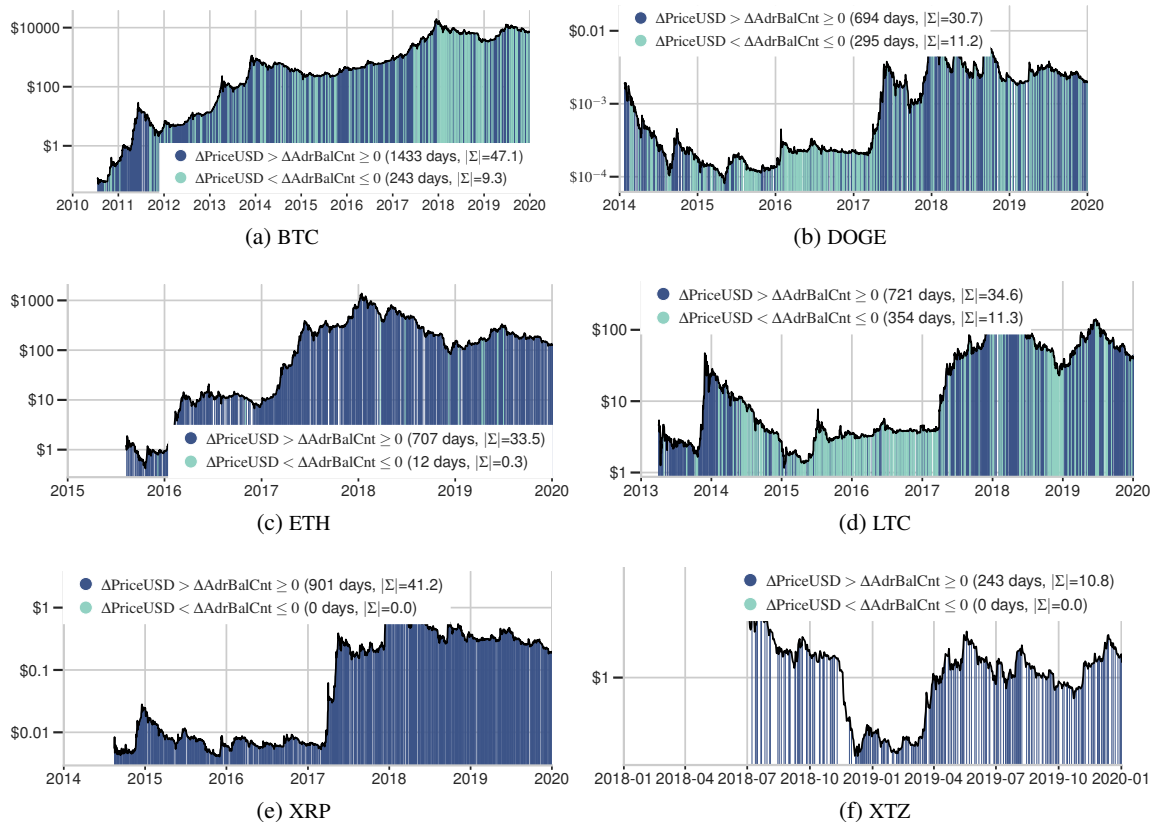 $10000
$100
$1
ΔPriceUSD > ΔAdrBalCnt ≥ 0 (1433 days, |Σ|=47.1)
ΔPriceUSD < ΔAdrBalCnt ≤ 0 (243 days, |Σ|=9.3)
2010 2011 2012 2013 2014 2015 2016 2017 2018 2019 2020
(a) BTC
ΔPriceUSD > ΔAdrBalCnt ≥ 0 (694 days, |Σ|=30.7)
ΔPriceUSD < ΔAdrBalCnt ≤ 0 (295 days, |Σ|=11.2)
$0.01
$10⁻³
$10⁻⁴
2014 2015 2016 2017 2018 2019 2020
(b) DOGE
$1000
$100
$10
$1
ΔPriceUSD > ΔAdrBalCnt ≥ 0 (707 days, |Σ|=33.5)
ΔPriceUSD < ΔAdrBalCnt ≤ 0 (12 days, |Σ|=0.3)
2015 2016 2017 2018 2019 2020
(c) ETH
ΔPriceUSD > ΔAdrBalCnt ≥ 0 (721 days, |Σ|=34.6)
ΔPriceUSD < ΔAdrBalCnt ≤ 0 (354 days, |Σ|=11.3)
$100
$10
$1
2013 2014 2015 2016 2017 2018 2019 2020
(d) LTC
ΔPriceUSD > ΔAdrBalCnt ≥ 0 (901 days, |Σ|=41.2)
ΔPriceUSD < ΔAdrBalCnt ≤ 0 (0 days, |Σ|=0.0)
$1
$0.1
$0.01
2014 2015 2016 2017 2018 2019 2020
(e) XRP
ΔPriceUSD > ΔAdrBalCnt ≥ 0 (243 days, |Σ|=10.8)
ΔPriceUSD < ΔAdrBalCnt ≤ 0 (0 days, |Σ|=0.0)
$1
2018-01 2018-04 2018-07 2018-10 2019-01 2019-04 2019-07 2019-10 2020-01
(f) XTZ